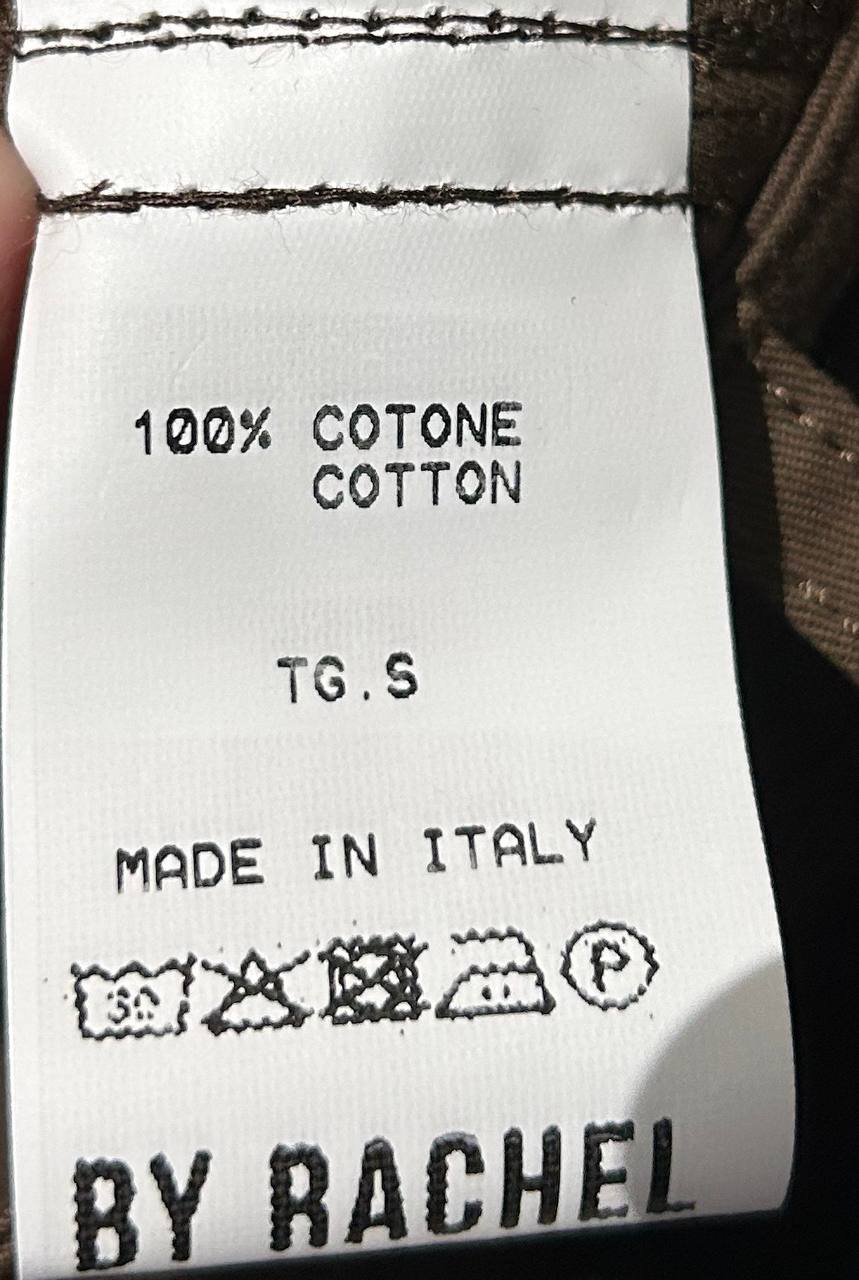 100% COTONE
COTTON
TG.S
MADE IN ITALY
30 P
BY RACHEL